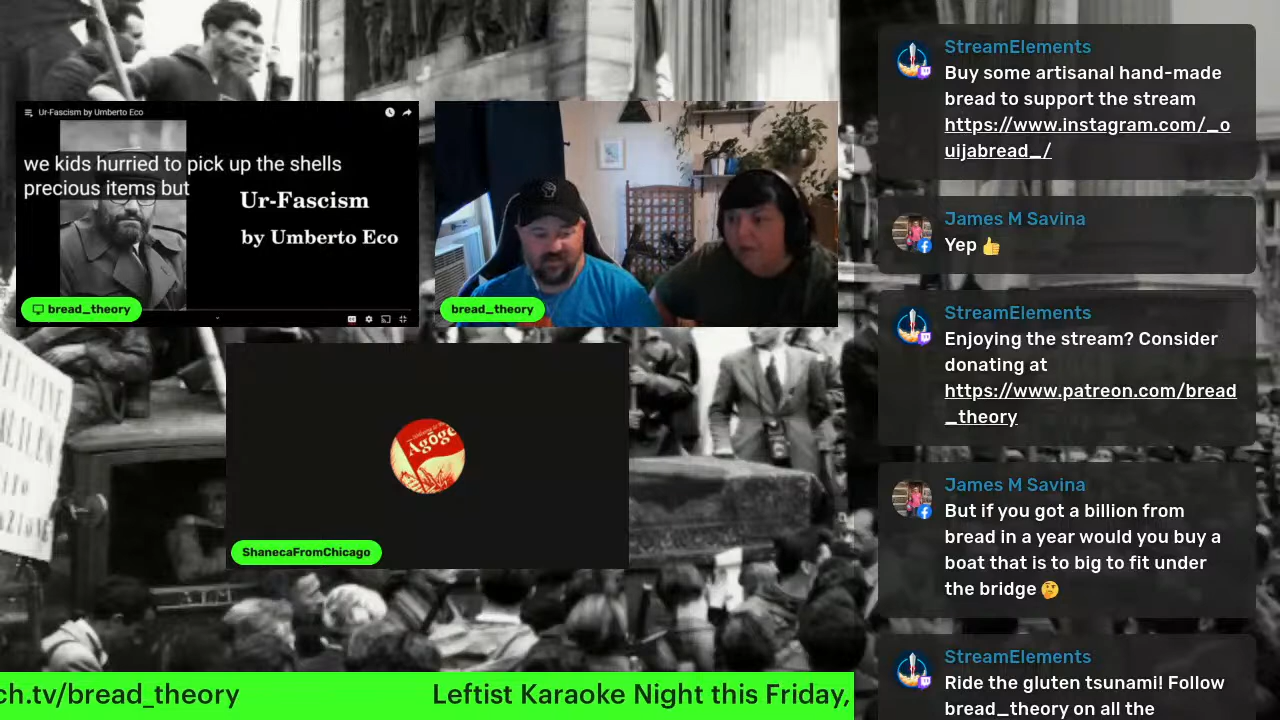 Ur-Fascism by Umberto Eco
we kids hurried to pick up the shells
precious items but
Ur-Fascism
by Umberto Eco
bread_theory
bread_theory
Agōge
ShanecaFromChicago
ch.tv/bread_theory
Leftist Karaoke Night this Friday,
StreamElements
Buy some artisanal hand-made
bread to support the stream
https://www.instagram.com/_o
uijabread_/
James M Savina
Yep 👍
StreamElements
Enjoying the stream? Consider
donating at
https://www.patreon.com/bread
_theory
James M Savina
But if you got a billion from
bread in a year would you buy a
boat that is to big to fit under
the bridge 🤔
StreamElements
Ride the gluten tsunami! Follow
bread_theory on all the